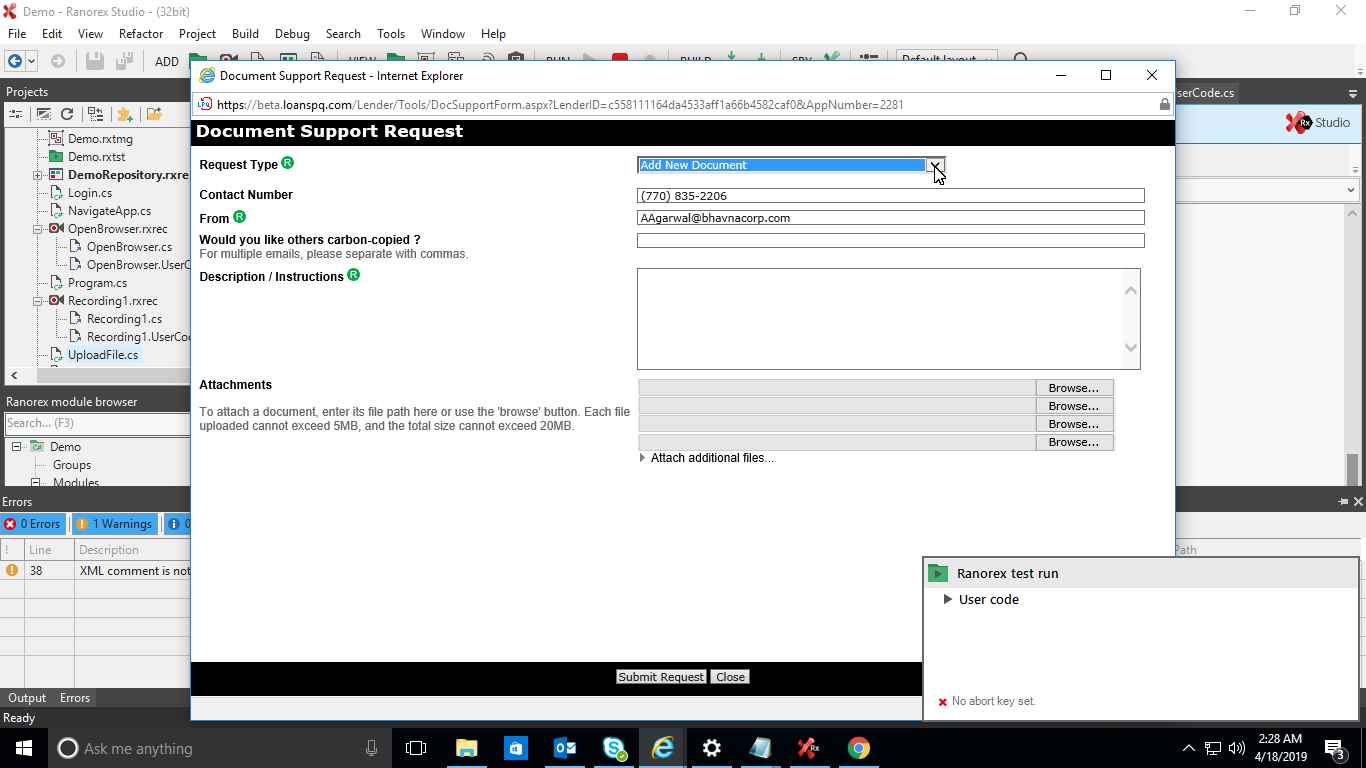 Demo - Ranorex Studio - (32bit)
File Edit View Refactor Project Build Debug Search Tools Window Help
ADD
Default layout
Projects
Demo.rxtmg
Demo.rxtst
DemoRepository.rxre
Login.cs
NavigateApp.cs
OpenBrowser.rxrec
OpenBrowser.cs
OpenBrowser.UserC
Program.cs
Recording1.rxrec
Recording1.cs
Recording1.UserCo
UploadFile.cs
Ranorex module browser
Search... (F3)
Demo
Groups
Modules
serCode.cs
Rx Studio
Document Support Request - Internet Explorer
https://beta.loanspq.com/Lender/Tools/DocSupportForm.aspx?LenderID=c558111164da4533aff1a66b4582caf0&AppNumber=2281
Document Support Request
Request Type R
Add New Document
Contact Number
(770) 835-2206
From R
AAgarwal@bhavnacorp.com
Would you like others carbon-copied ?
For multiple emails, please separate with commas.
Description / Instructions R
Attachments
To attach a document, enter its file path here or use the 'browse' button. Each file
uploaded cannot exceed 5MB, and the total size cannot exceed 20MB.
Browse...
Browse...
Browse...
Browse...
Attach additional files...
Submit Request Close
Errors
0 Errors 1 Warnings 0
! Line Description
Path
38 XML comment is not
Ranorex test run
User code
No abort key set.
Output Errors
Ready
Ask me anything
Rx
2:28 AM
4/18/2019
3